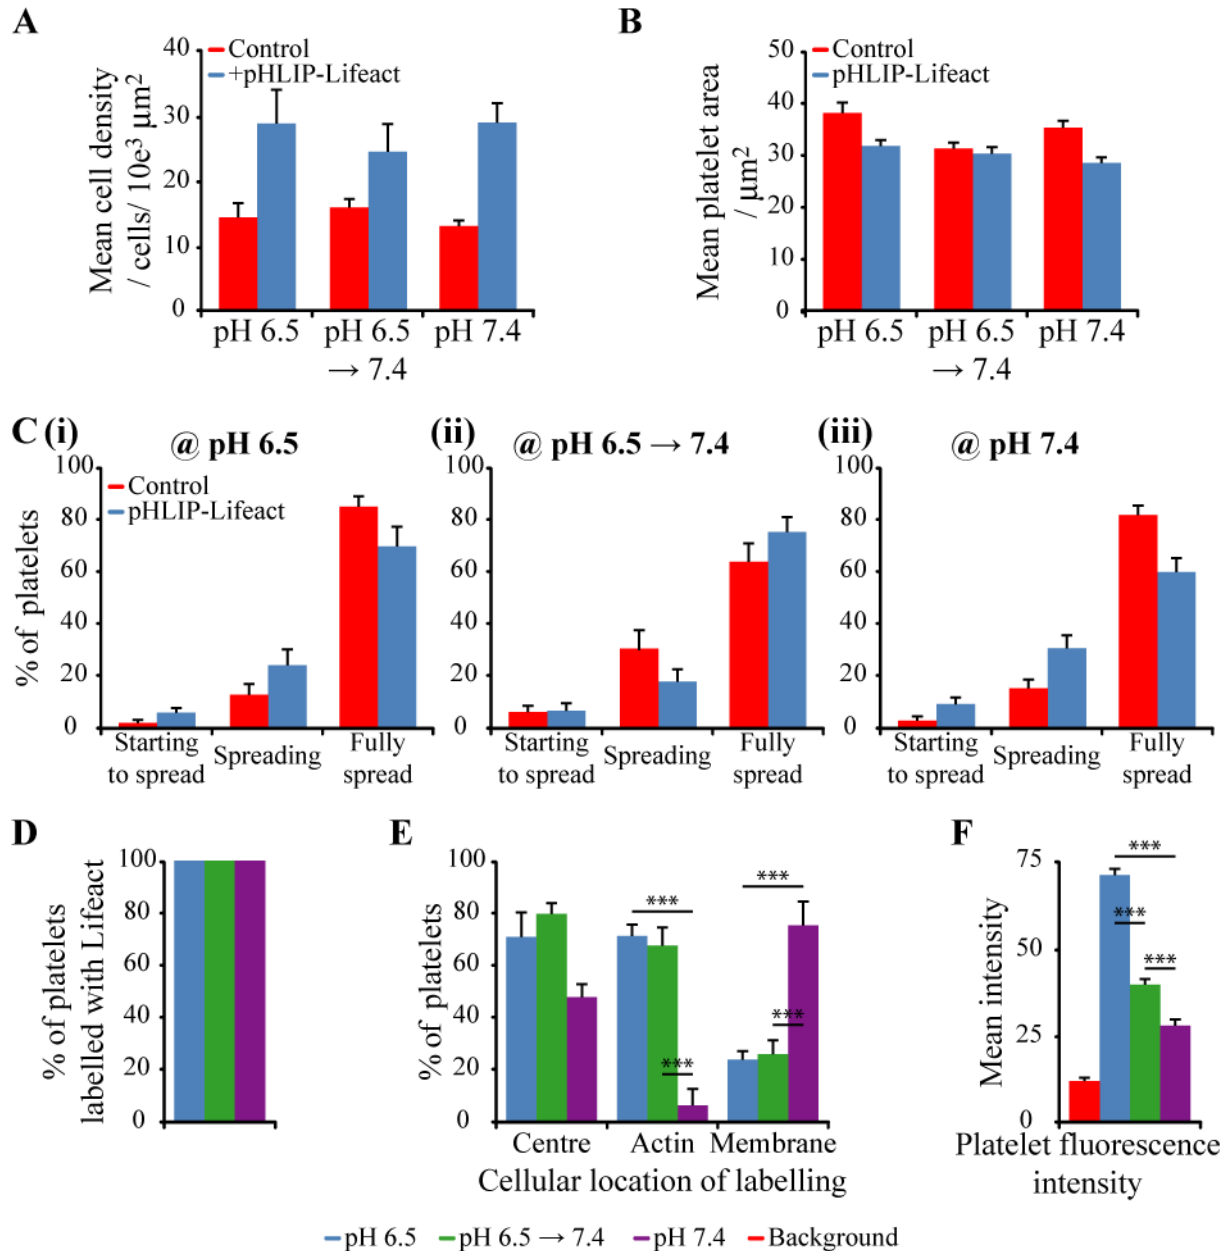 A
Mean cell density
/ cells/ 10e³ µm²
40
30
20
10
0
Control
+pHLIP-Lifeact
pH 6.5
pH 6.5
→ 7.4
pH 7.4
B
Mean platelet area
/ µm²
50
40
30
20
10
0
Control
pHLIP-Lifeact
pH 6.5
pH 6.5
→ 7.4
pH 7.4
C (i)
@ pH 6.5
% of platelets
100
80
60
40
20
0
Control
pHLIP-Lifeact
Starting
to spread
Spreading
Fully
spread
(ii)
@ pH 6.5 → 7.4
100
80
60
40
20
0
Starting
to spread
Spreading
Fully
spread
(iii)
@ pH 7.4
100
80
60
40
20
0
Starting
to spread
Spreading
Fully
spread
D
% of platelets
labelled with Lifeact
100
80
60
40
20
0
E
% of platelets
100
80
60
40
20
0
***
***
***
***
Centre
Actin
Membrane
Cellular location of labelling
F
Mean intensity
75
50
25
0
***
***
***
Platelet fluorescence
intensity
pH 6.5
pH 6.5 → 7.4
pH 7.4
Background